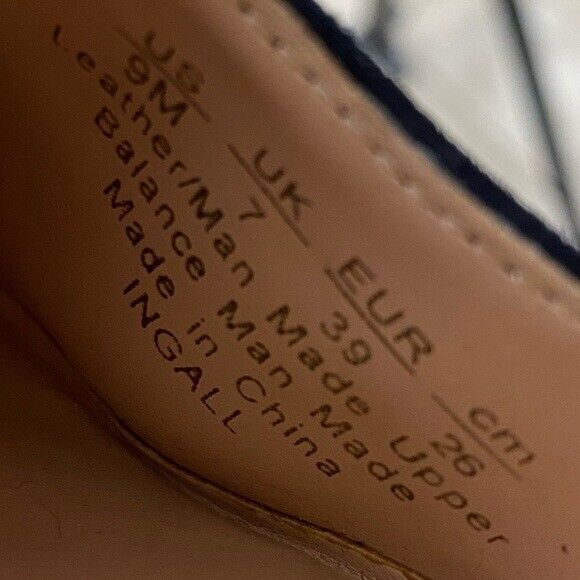 US UK EUR cm
9M 7 39 26
Leather/Man Made Upper
Balance Man Made
Made in China
INGALL